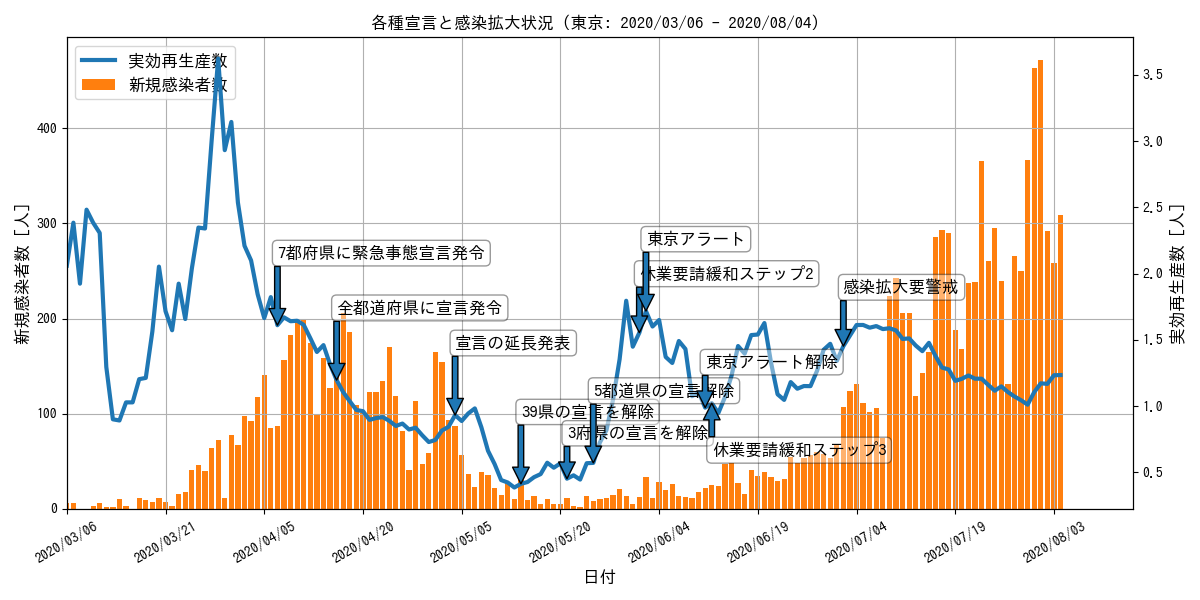 各種宣言と感染拡大状況 (東京: 2020/03/06 - 2020/08/04)
実効再生産数
新規感染者数
新規感染者数 [人]
400
300
200
100
0
3.5
3.0
2.5
2.0
1.5
1.0
0.5
実効再生産数 [人]
7都府県に緊急事態宣言発令
全都道府県に宣言発令
宣言の延長発表
39県の宣言を解除
3府県の宣言を解除
5都道県の宣言解除
東京アラート
休業要請緩和ステップ2
東京アラート解除
休業要請緩和ステップ3
感染拡大要警戒
2020/03/06
2020/03/21
2020/04/05
2020/04/20
2020/05/05
2020/05/20
2020/06/04
2020/06/19
2020/07/04
2020/07/19
2020/08/03
日付